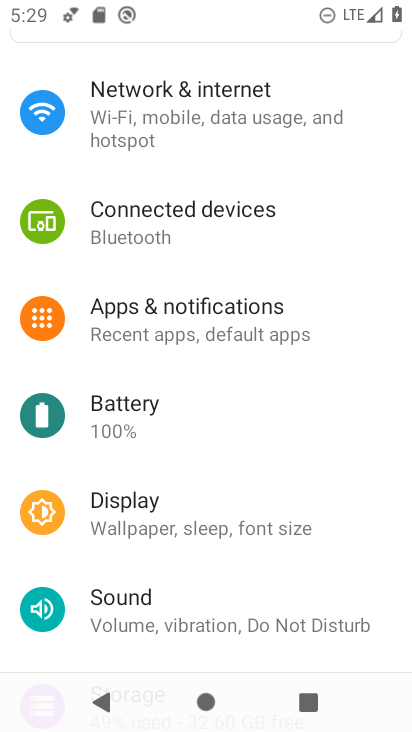 5:29
LTE
Network & internet
Wi-Fi, mobile, data usage, and
hotspot
Connected devices
Bluetooth
Apps & notifications
Recent apps, default apps
Battery
100%
Display
Wallpaper, sleep, font size
Sound
Volume, vibration, Do Not Disturb
Storage
49% used - 32.60 GB free